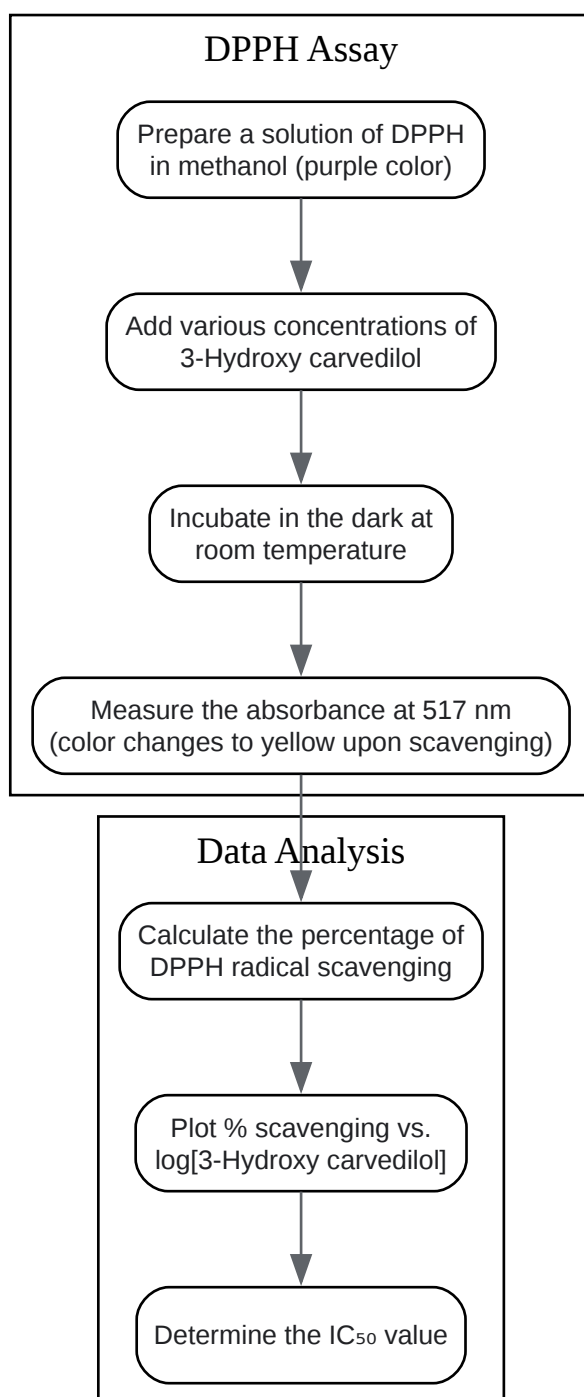 DPPH Assay
Prepare a solution of DPPH
in methanol (purple color)
Add various concentrations of
3-Hydroxy carvedilol
Incubate in the dark at
room temperature
Measure the absorbance at 517 nm
(color changes to yellow upon scavenging)
Data Analysis
Calculate the percentage of
DPPH radical scavenging
Plot % scavenging vs.
log[3-Hydroxy carvedilol]
Determine the IC₅₀ value